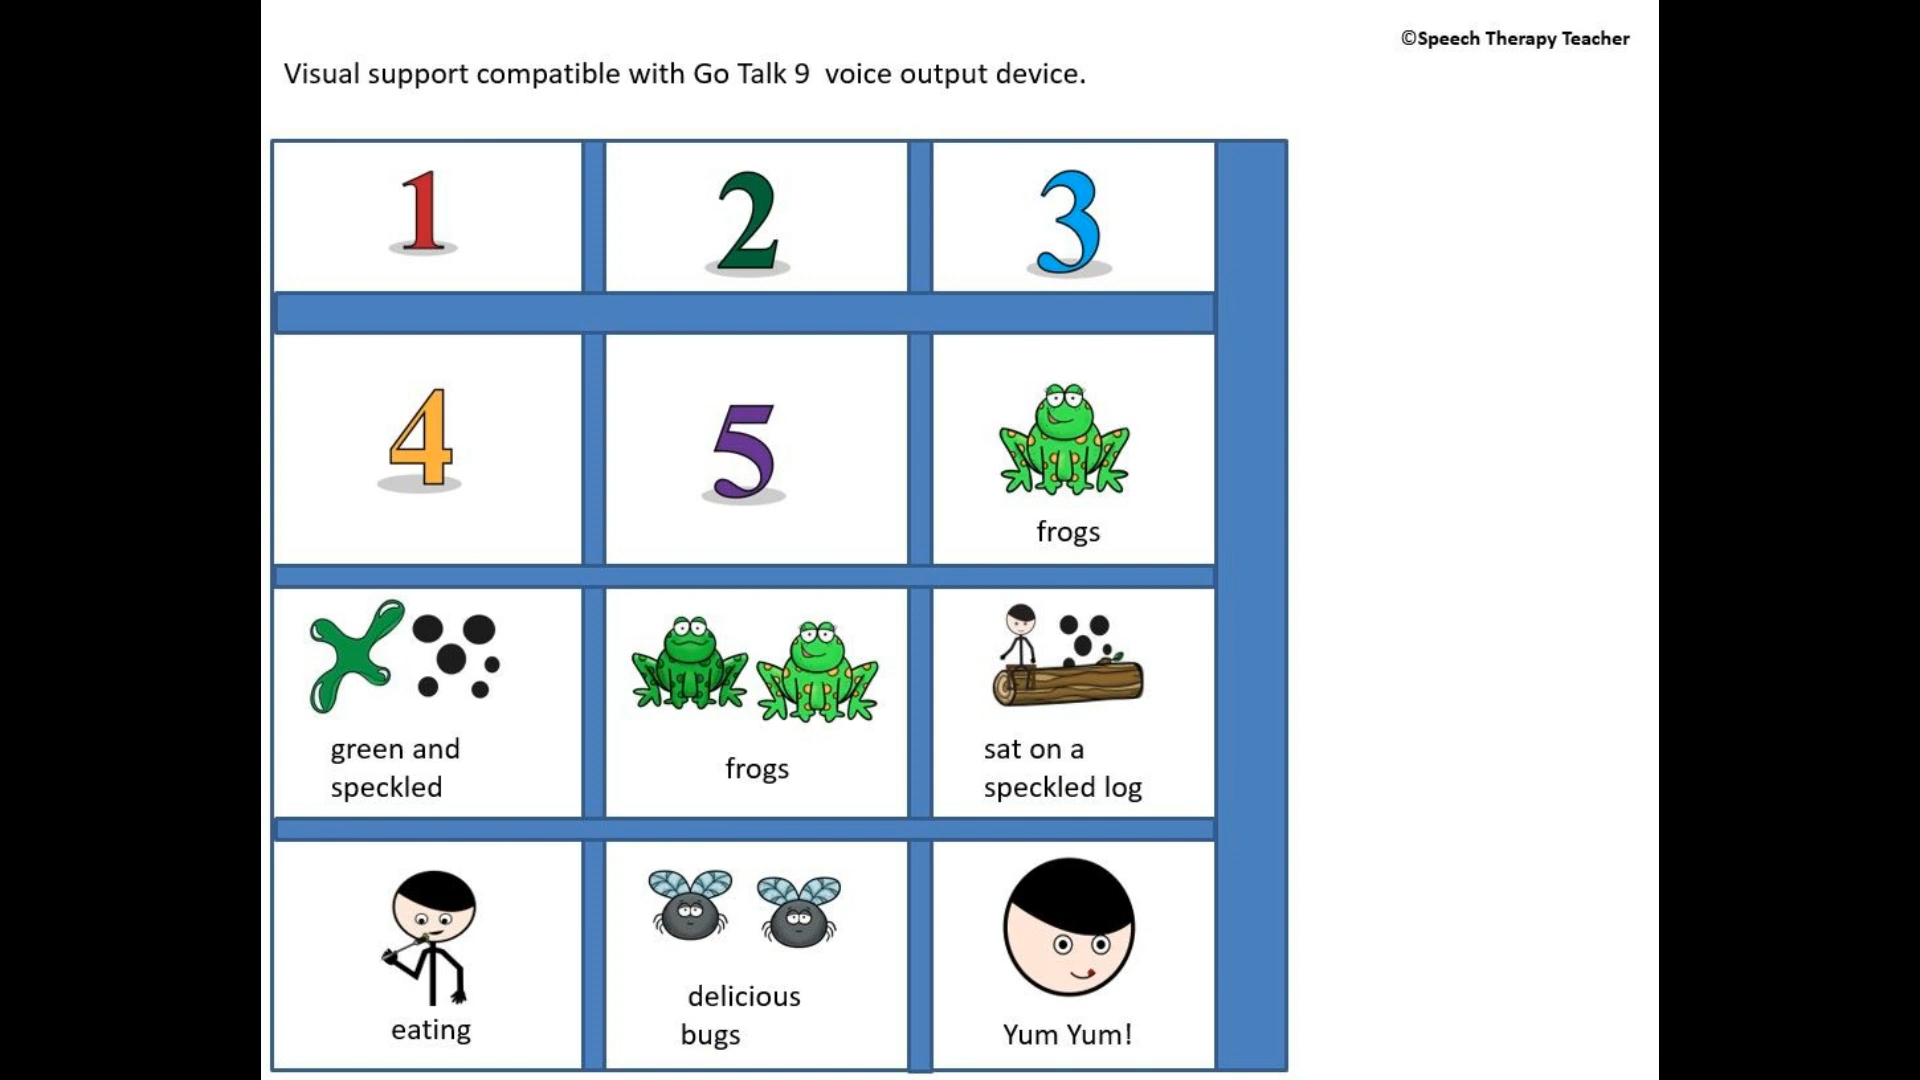 ©Speech Therapy Teacher
Visual support compatible with Go Talk 9 voice output device.
1
2
3
4
5
frogs
green and
speckled
frogs
sat on a
speckled log
eating
delicious
bugs
Yum Yum!